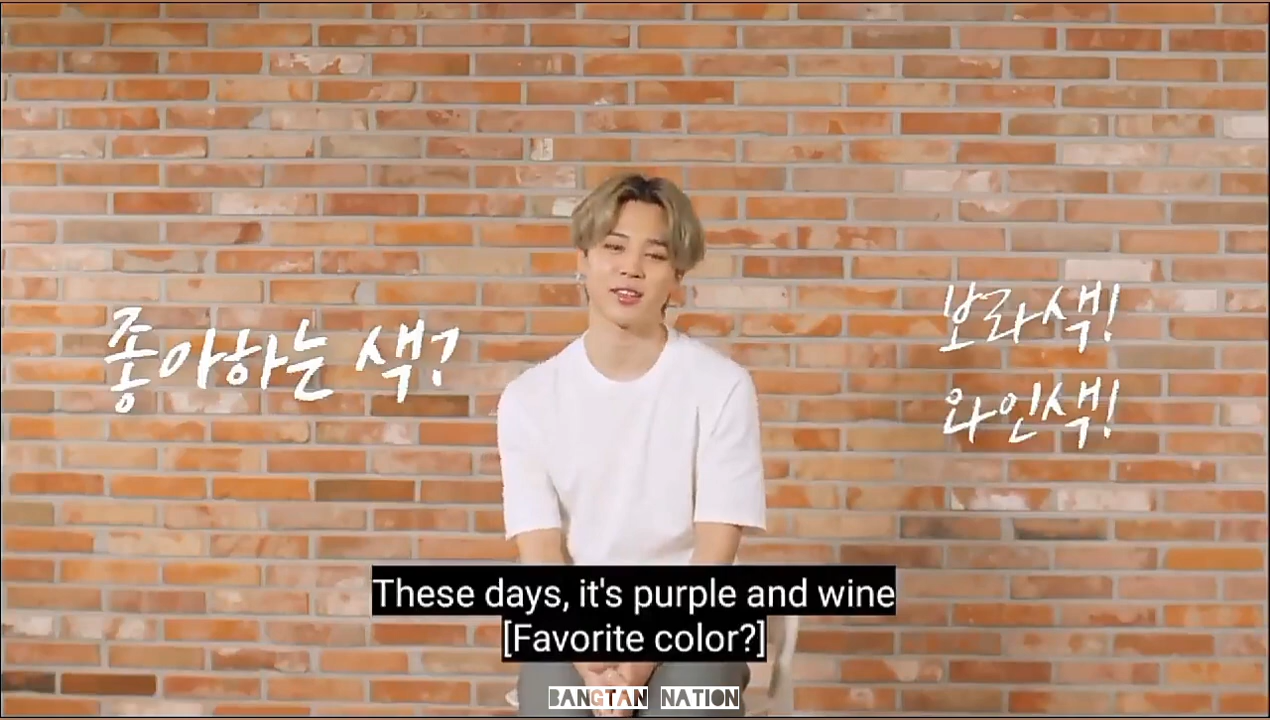 좋아하는 색?
보라색!
와인색!
These days, it's purple and wine
[Favorite color?]
BANGTAN NATION